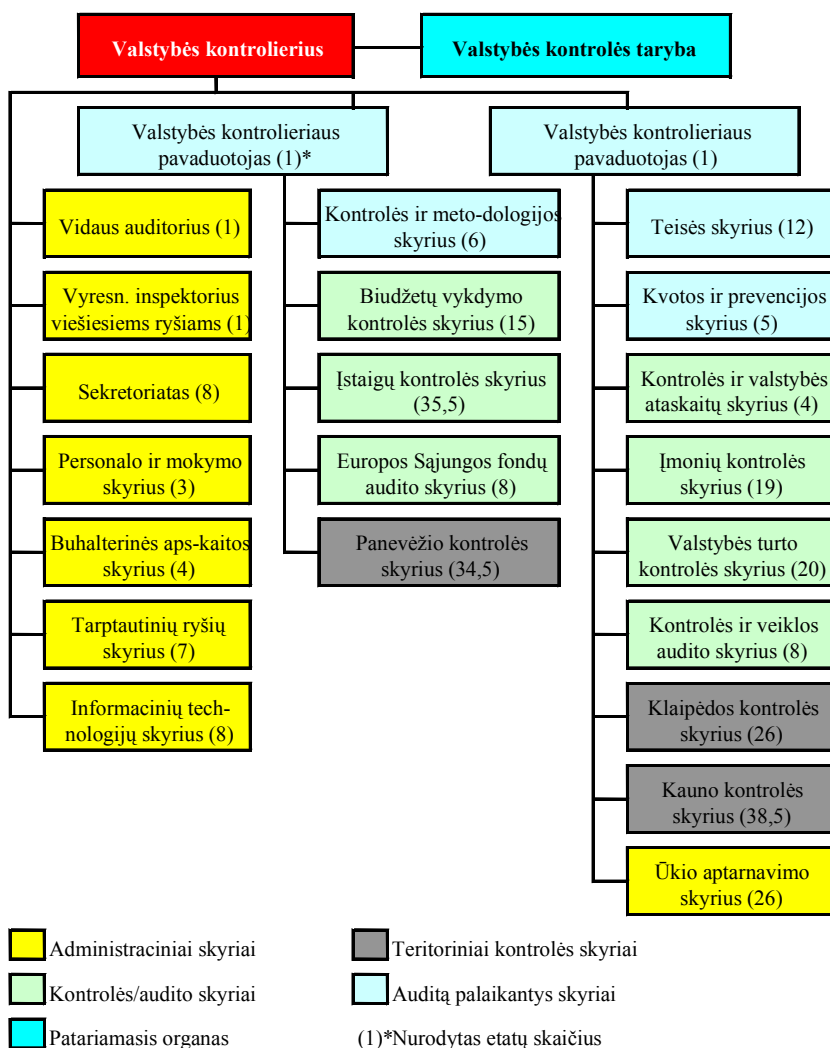 Valstybės kontrolierius
Valstybės kontrolės taryba
Valstybės kontrolieriaus
pavaduotojas (1)*
Valstybės kontrolieriaus
pavaduotojas (1)
Vidaus auditorius (1)
Vyresn. inspektorius
viešiesiems ryšiams (1)
Sekretoriatas (8)
Personalo ir mokymo
skyrius (3)
Buhalterinės aps-kaitos
skyrius (4)
Tarptautinių ryšių
skyrius (7)
Informacinių tech-
nologijų skyrius (8)
Kontrolės ir meto-dologijos
skyrius (6)
Biudžetų vykdymo
kontrolės skyrius (15)
Įstaigų kontrolės skyrius
(35,5)
Europos Sąjungos fondų
audito skyrius (8)
Panevėžio kontrolės
skyrius (34,5)
Teisės skyrius (12)
Kvotos ir prevencijos
skyrius (5)
Kontrolės ir valstybės
ataskaitų skyrius (4)
Įmonių kontrolės
skyrius (19)
Valstybės turto
kontrolės skyrius (20)
Kontrolės ir veiklos
audito skyrius (8)
Klaipėdos kontrolės
skyrius (26)
Kauno kontrolės
skyrius (38,5)
Ūkio aptarnavimo
skyrius (26)
Administraciniai skyriai
Teritoriniai kontrolės skyriai
Kontrolės/audito skyriai
Auditą palaikantys skyriai
Patariamasis organas
(1)*Nurodytas etatų skaičius